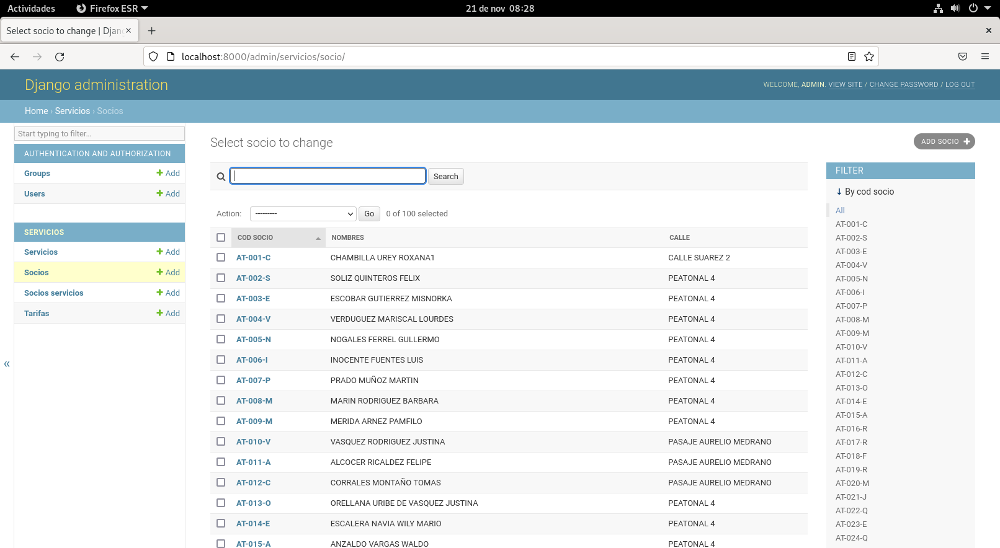 Actividades Firefox ESR 21 de nov 08:28
Select socio to change | Djan
localhost:8000/admin/servicios/socio/
Django administration WELCOME, ADMIN. VIEW SITE / CHANGE PASSWORD / LOG OUT
Home › Servicios › Socios
Start typing to filter...
AUTHENTICATION AND AUTHORIZATION
Groups + Add
Users + Add
SERVICIOS
Servicios + Add
Socios + Add
Socios servicios + Add
Tarifas + Add
«
Select socio to change
ADD SOCIO +
Search
Action: --------- Go 0 of 100 selected
COD SOCIO NOMBRES CALLE
AT-001-C CHAMBILLA UREY ROXANA1 CALLE SUAREZ 2
AT-002-S SOLIZ QUINTEROS FELIX PEATONAL 4
AT-003-E ESCOBAR GUTIERREZ MISNORKA PEATONAL 4
AT-004-V VERDUGUEZ MARISCAL LOURDES PEATONAL 4
AT-005-N NOGALES FERREL GULLERMO PEATONAL 4
AT-006-I INOCENTE FUENTES LUIS PEATONAL 4
AT-007-P PRADO MUÑOZ MARTIN PEATONAL 4
AT-008-M MARIN RODRIGUEZ BARBARA PEATONAL 4
AT-009-M MERIDA ARNEZ PAMFILO PEATONAL 4
AT-010-V VASQUEZ RODRIGUEZ JUSTINA PASAJE AURELIO MEDRANO
AT-011-A ALCOCER RICALDEZ FELIPE PASAJE AURELIO MEDRANO
AT-012-C CORRALES MONTAÑO TOMAS PASAJE AURELIO MEDRANO
AT-013-O ORELLANA URIBE DE VASQUEZ JUSTINA PEATONAL 4
AT-014-E ESCALERA NAVIA WILY MARIO PEATONAL 4
AT-015-A ANZALDO VARGAS WALDO PEATONAL 4
FILTER
↓ By cod socio
All
AT-001-C
AT-002-S
AT-003-E
AT-004-V
AT-005-N
AT-006-I
AT-007-P
AT-008-M
AT-009-M
AT-010-V
AT-011-A
AT-012-C
AT-013-O
AT-014-E
AT-015-A
AT-016-R
AT-017-R
AT-018-F
AT-019-R
AT-020-M
AT-021-J
AT-022-Q
AT-023-E
AT-024-Q